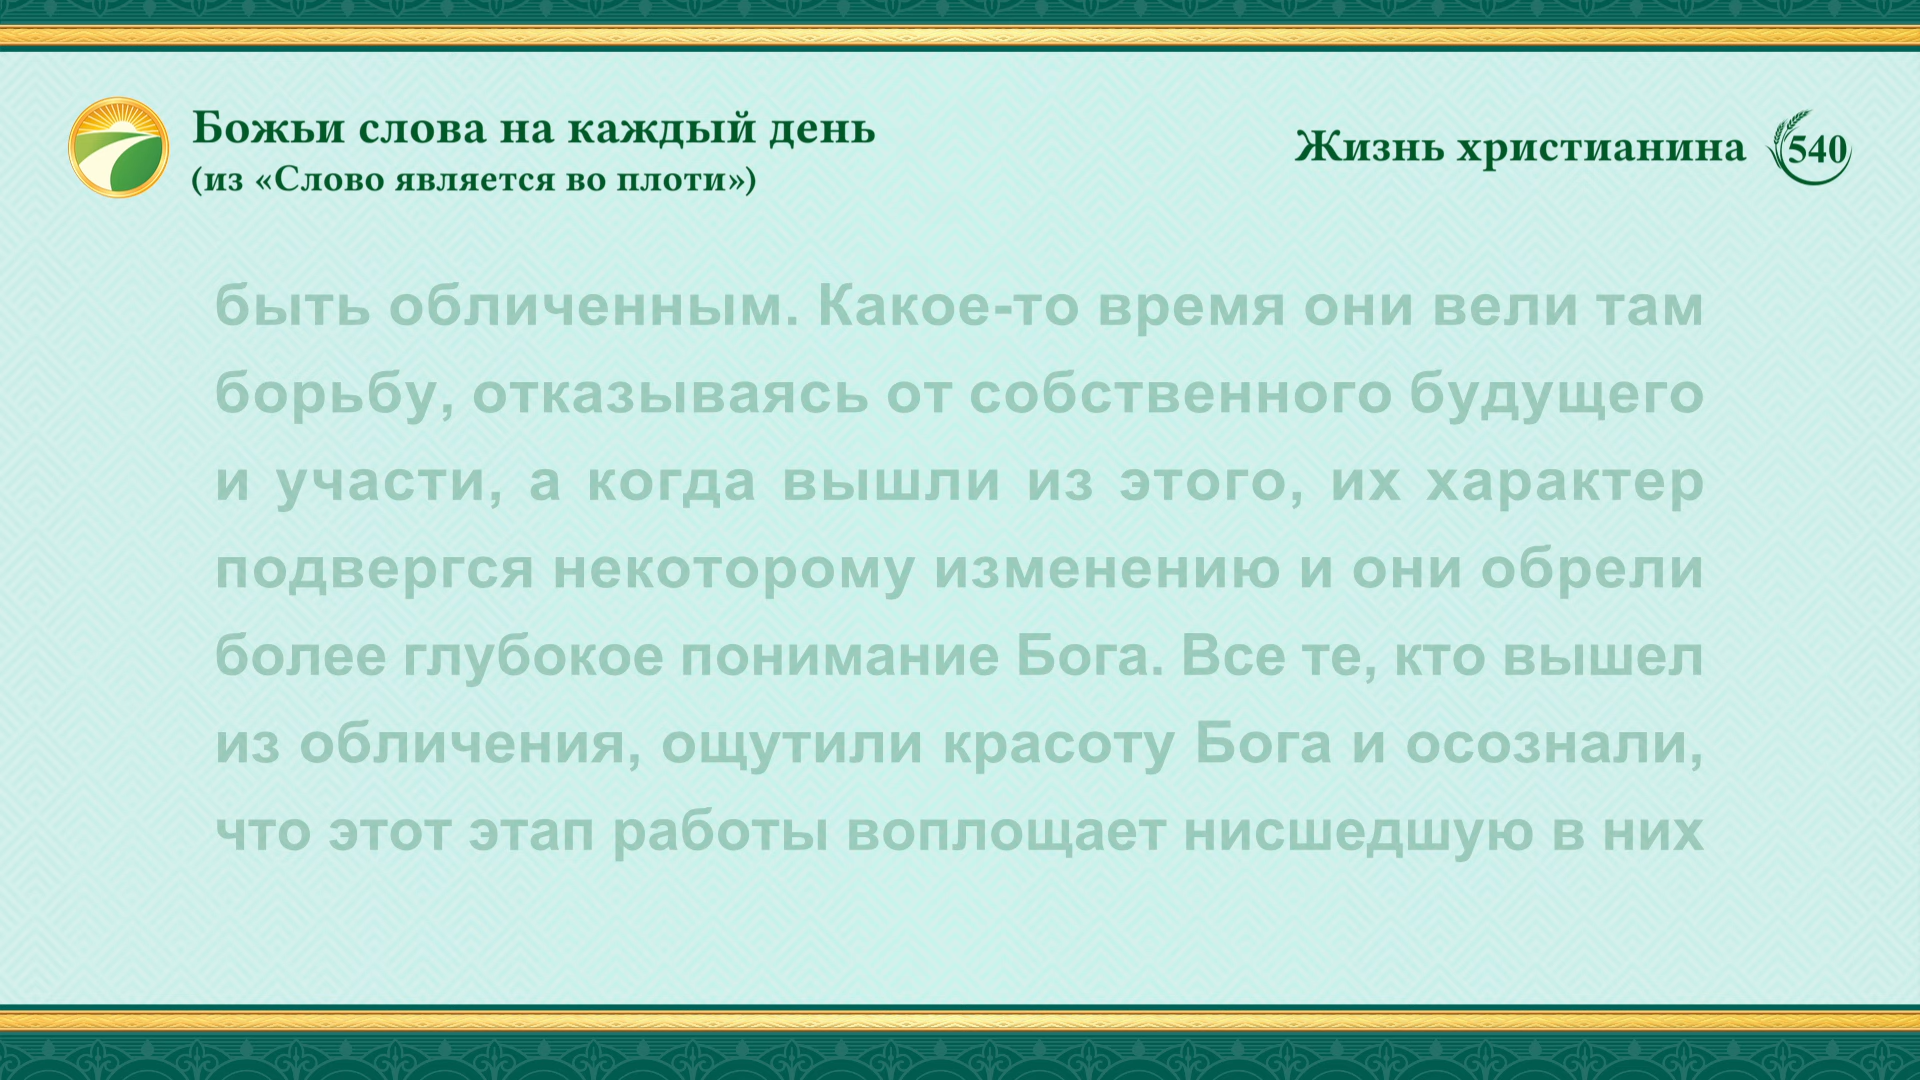 Божьи слова на каждый день
(из «Слово является во плоти»)
Жизнь христианина 540
быть обличенным. Какое-то время они вели там
борьбу, отказываясь от собственного будущего
и участи, а когда вышли из этого, их характер
подвергся некоторому изменению и они обрели
более глубокое понимание Бога. Все те, кто вышел
из обличения, ощутили красоту Бога и осознали,
что этот этап работы воплощает нисшедшую в них